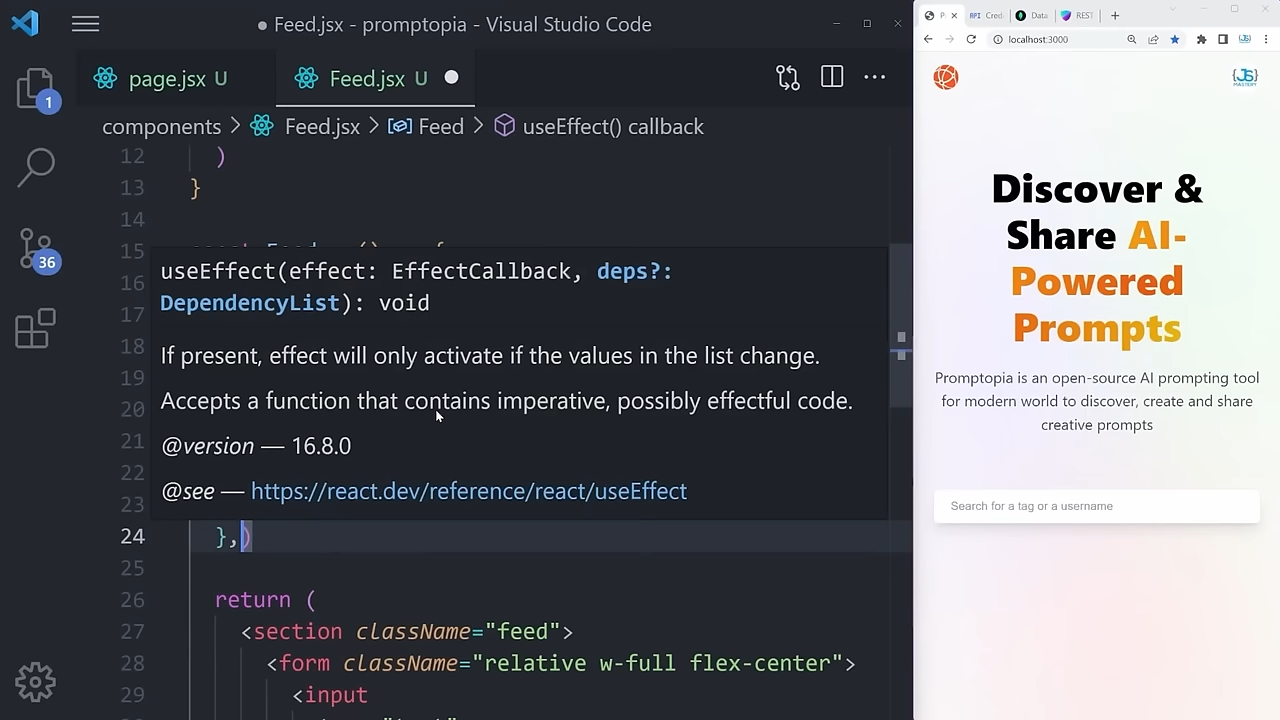 ● Feed.jsx - promptopia - Visual Studio Code
page.jsx U
Feed.jsx U
components > Feed.jsx > Feed > useEffect() callback
1
36
12 )
13 }
14
15
16
17
18
19
20
21
22
23
24 },)
25
26 return (
27 <section className="feed">
28 <form className="relative w-full flex-center">
29 <input
useEffect(effect: EffectCallback, deps?:
DependencyList): void
If present, effect will only activate if the values in the list change.
Accepts a function that contains imperative, possibly effectful code.
@version — 16.8.0
@see — https://react.dev/reference/react/useEffect
API Cred
Data
REST
localhost:3000
{JS}
MASTERY
Discover &
Share AI-
Powered
Prompts
Promptopia is an open-source AI prompting tool
for modern world to discover, create and share
creative prompts
Search for a tag or a username